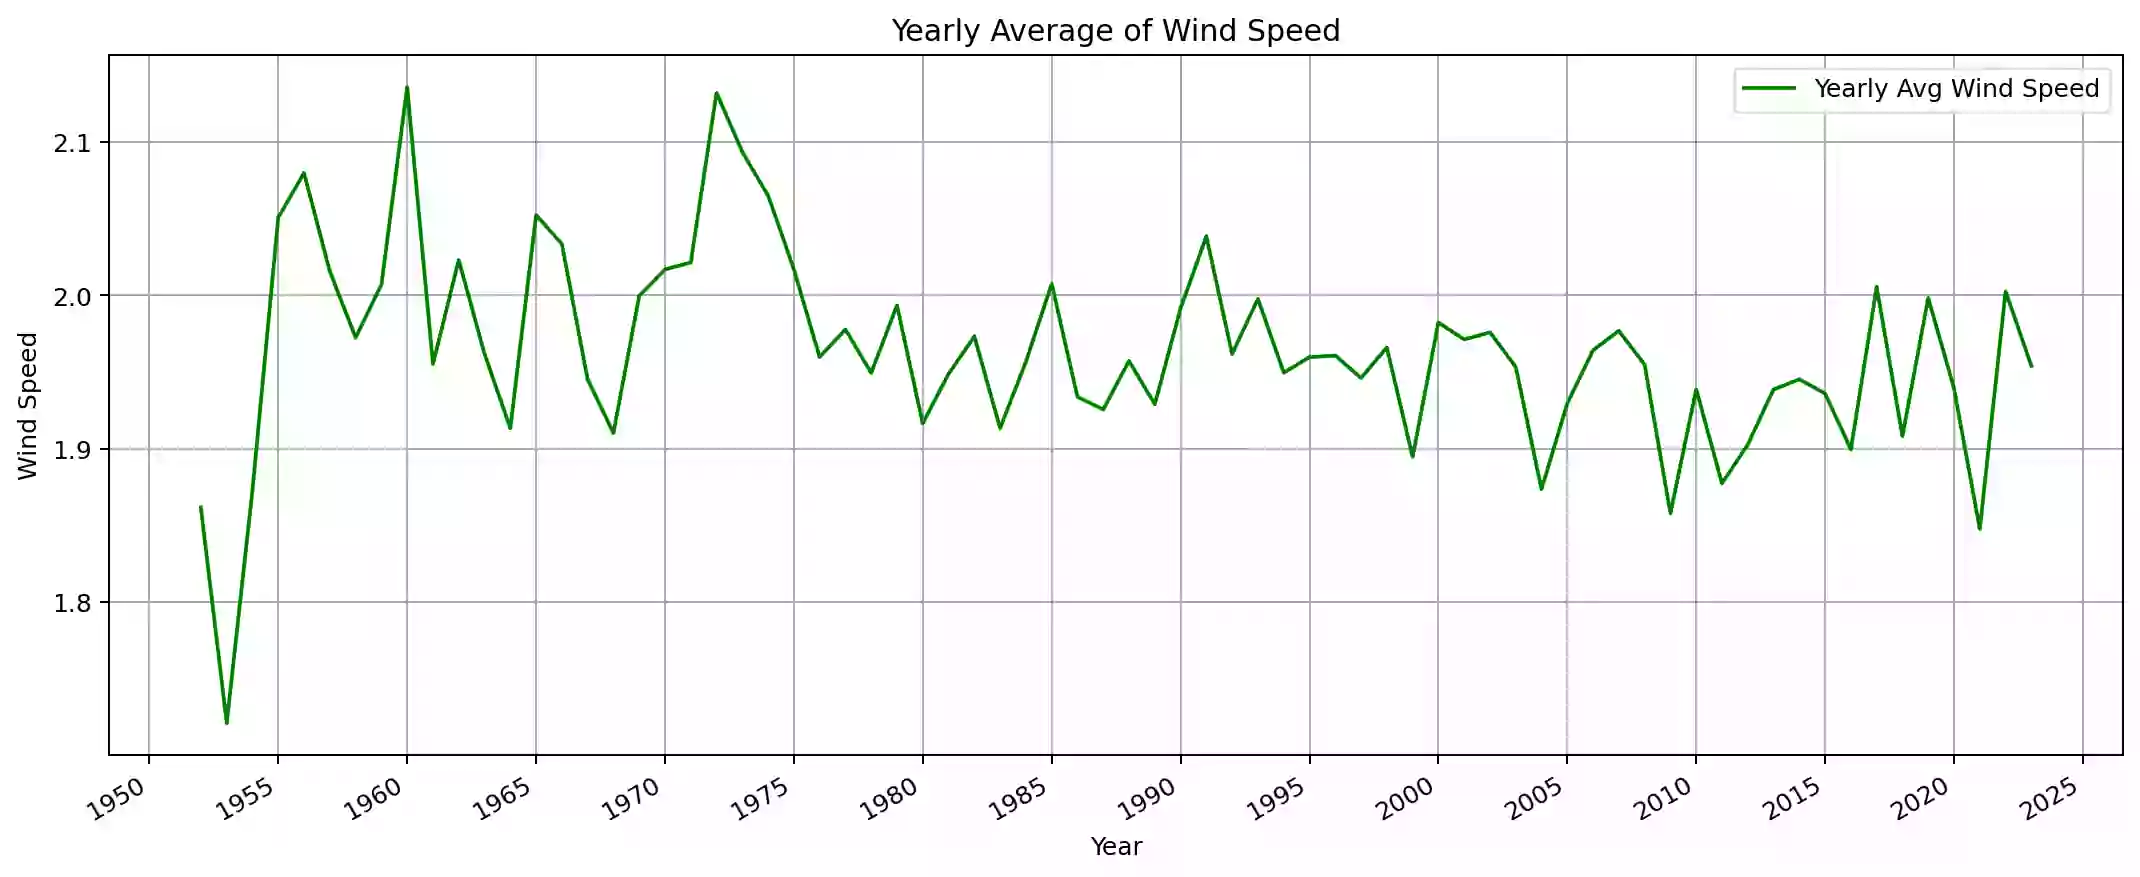 Yearly Average of Wind Speed
Yearly Avg Wind Speed
2.1
2.0
1.9
1.8
Wind Speed
1950 1955 1960 1965 1970 1975 1980 1985 1990 1995 2000 2005 2010 2015 2020 2025
Year